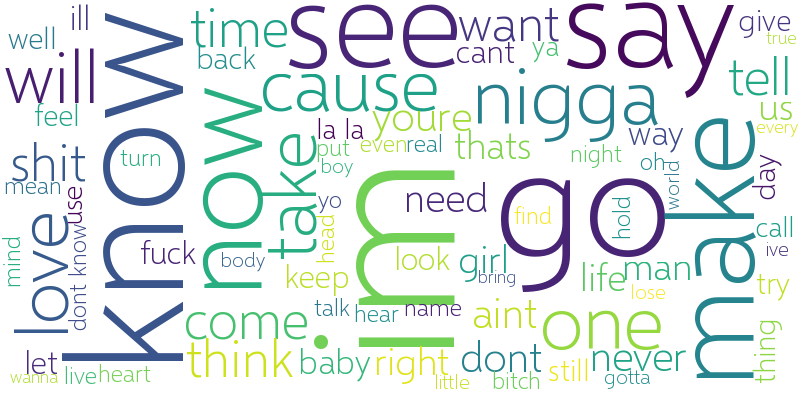 ill
well
will
feel
know
time
back
see
want
cant
ya
say
give
true
cause
now
nigga
tell
us
every
youre
la la
put
even
real
thats
way
oh
night
boy
shit
mean
turn
take
use
love
dont know
mind
fuck
body
yo
head
im
need
go
find
hold
world
make
day
call
ive
keep
look
girl
bring
life
man
lose
try
thing
come
talk
hear
name
aint
one
think
baby
right
dont
never
still
let
wanna
live
heart
little
bitch
gotta